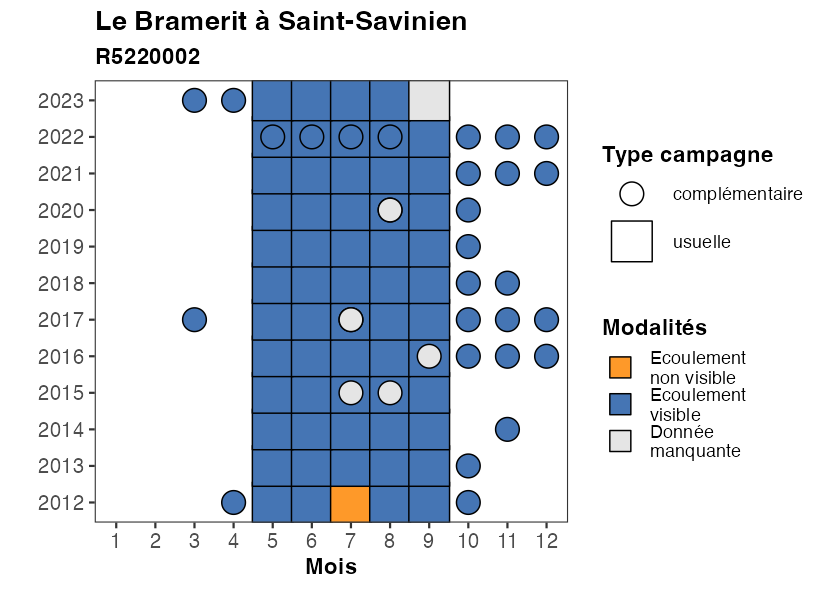 Le Bramerit à Saint-Savinien
R5220002
2023
2022
2021
2020
2019
2018
2017
2016
2015
2014
2013
2012
1 2 3 4 5 6 7 8 9 10 11 12
Mois
Type campagne
complémentaire
usuelle
Modalités
Ecoulement
non visible
Ecoulement
visible
Donnée
manquante